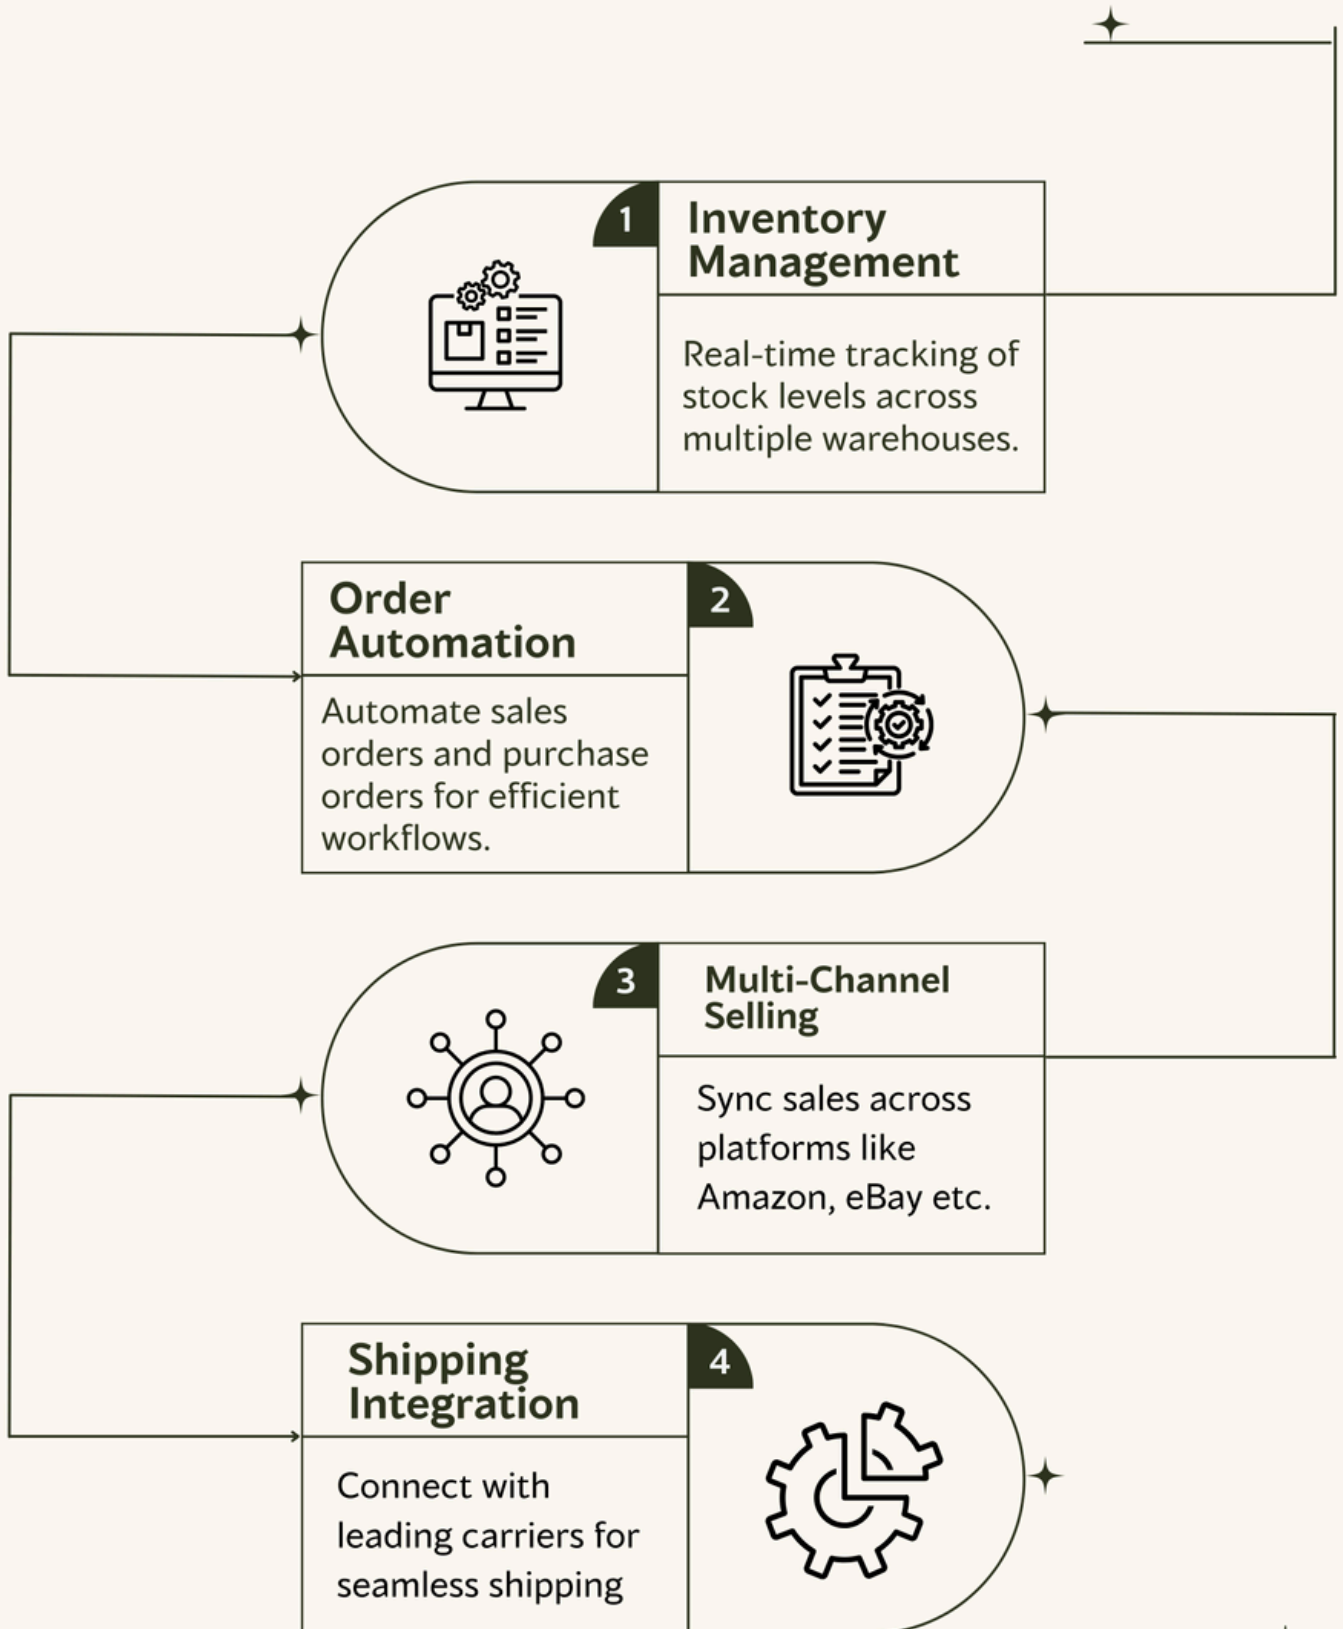 1
Inventory
Management
Real-time tracking of
stock levels across
multiple warehouses.
Order
Automation
2
Automate sales
orders and purchase
orders for efficient
workflows.
3
Multi-Channel
Selling
Sync sales across
platforms like
Amazon, eBay etc.
Shipping
Integration
4
Connect with
leading carriers for
seamless shipping